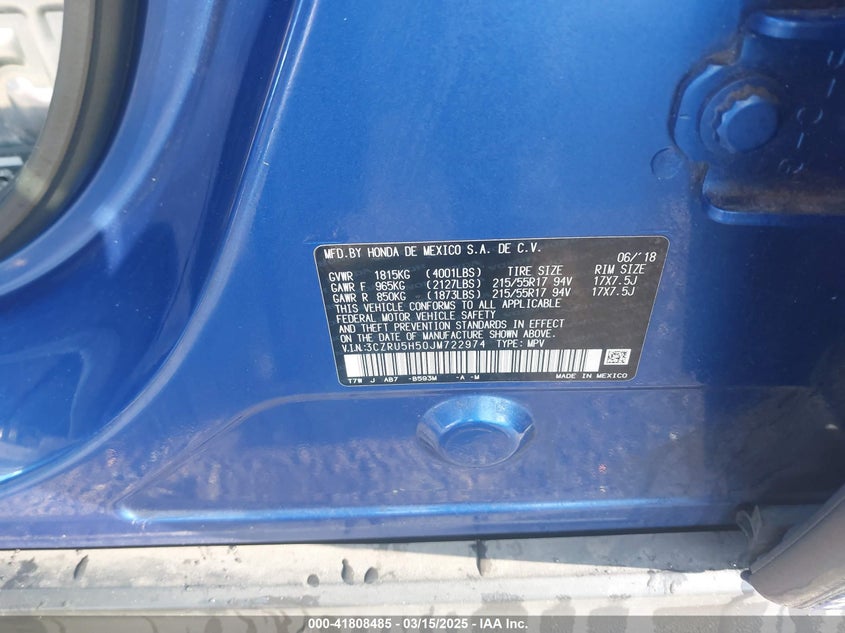 MFD.BY HONDA DE MEXICO S.A. DE C.V. 06/'18
GVWR 1815KG (4001LBS) TIRE SIZE RIM SIZE
GAWR F 965KG (2127LBS) 215/55R17 94V 17X7.5J
GAWR R 850KG (1873LBS) 215/55R17 94V 17X7.5J
THIS VEHICLE CONFORMS TO ALL APPLICABLE
FEDERAL MOTOR VEHICLE SAFETY
AND THEFT PREVENTION STANDARDS IN EFFECT
ON THE DATE OF MANUFACTURE SHOWN ABOVE.
V.I.N:3CZRU5H50JM722974 TYPE: MPV
T7W J AB7 -B593M -A -M MADE IN MEXICO
000-41808485 - 03/15/2025 - IAA Inc.